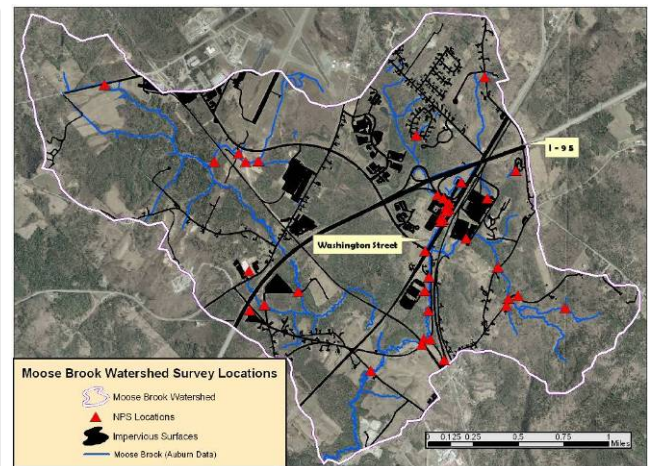 I - 95
Washington Street
Moose Brook Watershed Survey Locations
Moose Brook Watershed
NPS Locations
Impervious Surfaces
Moose Brook (Auburn Data)
0 0.125 0.25 0.5 0.75 1
Miles